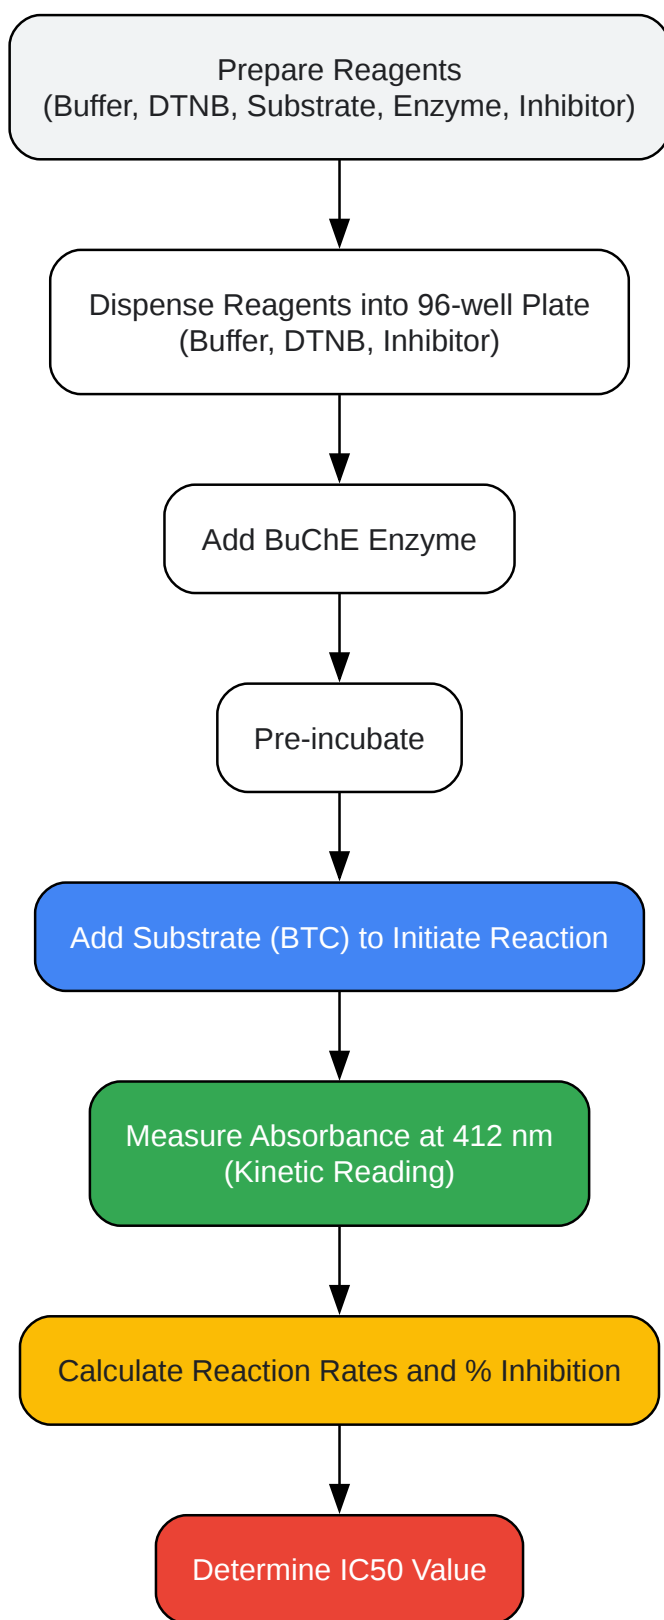 Prepare Reagents
(Buffer, DTNB, Substrate, Enzyme, Inhibitor)
Dispense Reagents into 96-well Plate
(Buffer, DTNB, Inhibitor)
Add BuChE Enzyme
Pre-incubate
Add Substrate (BTC) to Initiate Reaction
Measure Absorbance at 412 nm
(Kinetic Reading)
Calculate Reaction Rates and % Inhibition
Determine IC50 Value